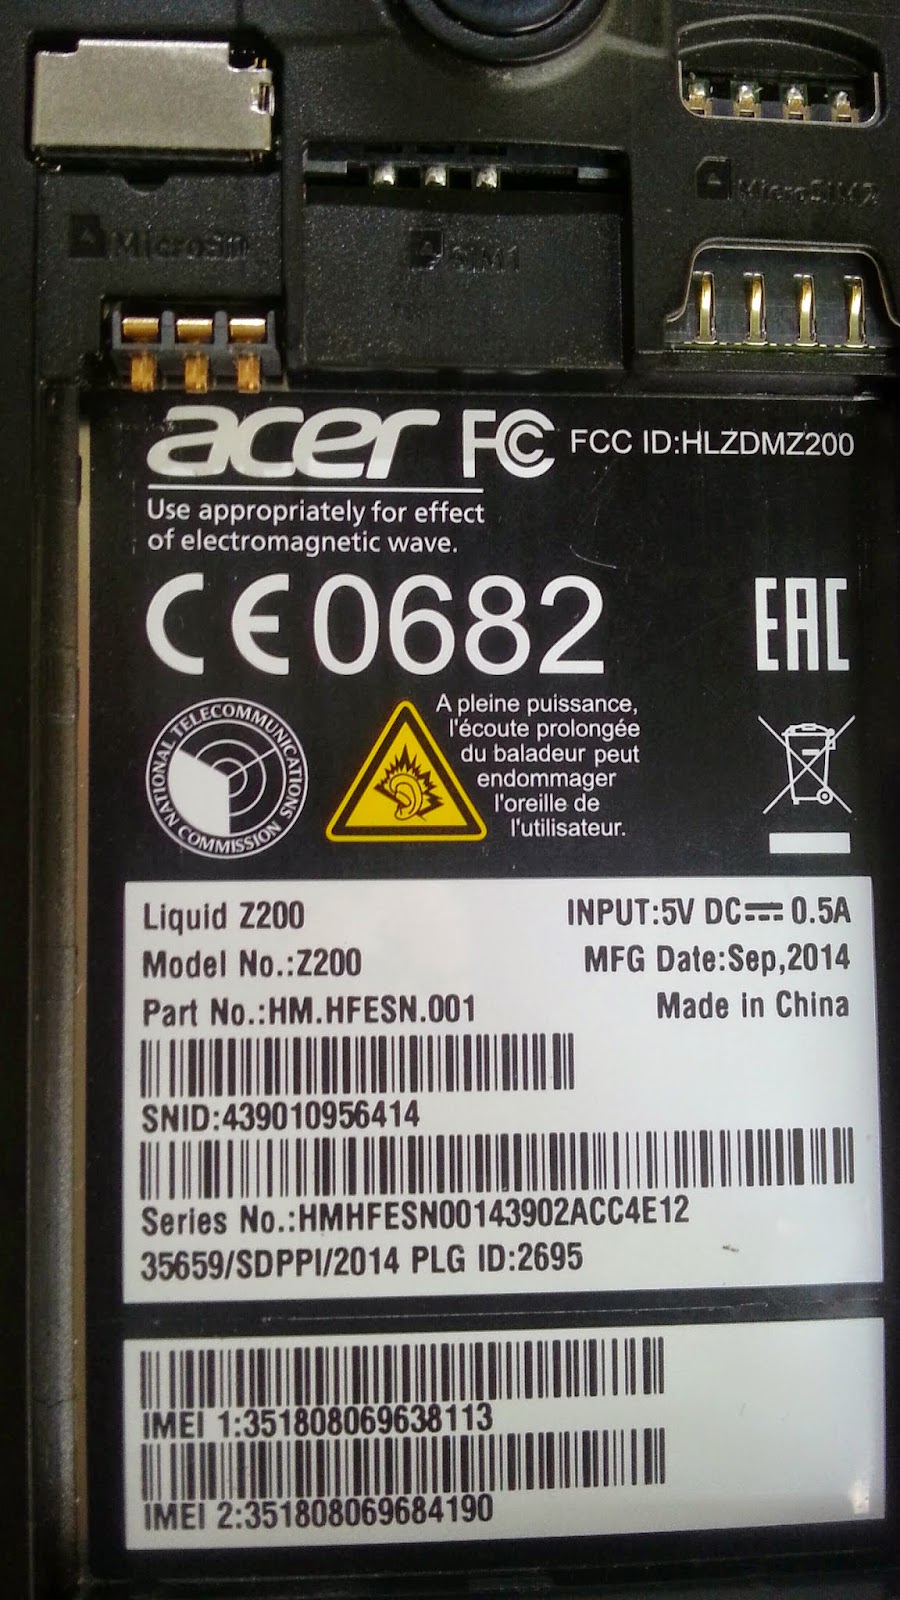 MicroSD
SIM1
MicroSIM2
acer FC FCC ID:HLZDMZ200
Use appropriately for effect
of electromagnetic wave.
CE0682 EAC
NATIONAL TELECOMMUNICATIONS COMMISSION
A pleine puissance,
l'écoute prolongée
du baladeur peut
endommager
l'oreille de
l'utilisateur.
Liquid Z200 INPUT:5V DC⎓0.5A
Model No.:Z200 MFG Date:Sep,2014
Part No.:HM.HFESN.001 Made in China
SNID:439010956414
Series No.:HMHFESN00143902ACC4E12
35659/SDPPI/2014 PLG ID:2695
IMEI 1:351808069638113
IMEI 2:351808069684190